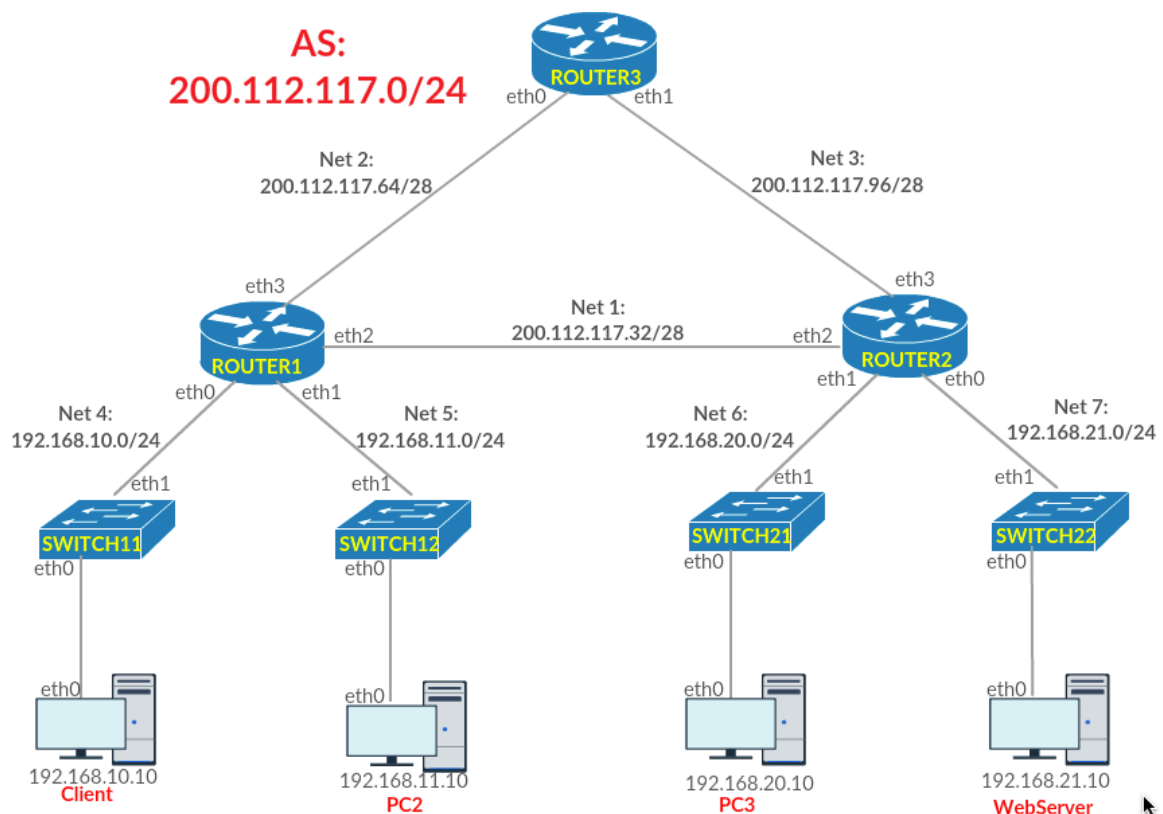 AS:
200.112.117.0/24
ROUTER3
eth0
eth1
Net 2:
200.112.117.64/28
Net 3:
200.112.117.96/28
eth3
eth3
Net 1:
200.112.117.32/28
eth2
eth2
ROUTER1
ROUTER2
eth0
eth1
eth1
eth0
Net 4:
192.168.10.0/24
Net 5:
192.168.11.0/24
Net 6:
192.168.20.0/24
Net 7:
192.168.21.0/24
eth1
eth1
eth1
eth1
SWITCH11
SWITCH12
SWITCH21
SWITCH22
eth0
eth0
eth0
eth0
eth0
eth0
eth0
eth0
192.168.10.10
Client
192.168.11.10
PC2
192.168.20.10
PC3
192.168.21.10
WebServer